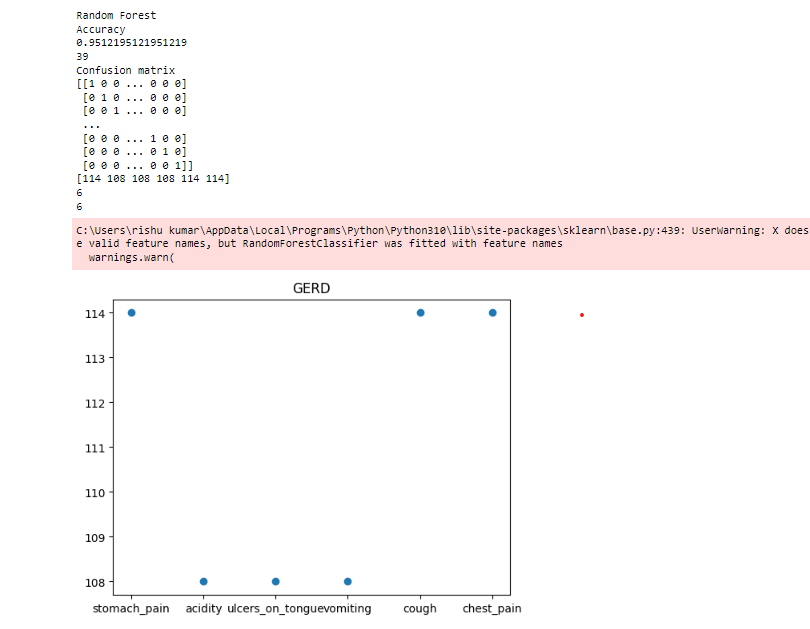 Random Forest
Accuracy
0.9512195121951219
39
Confusion matrix
[[1 0 0 ... 0 0 0]
[0 1 0 ... 0 0 0]
[0 0 1 ... 0 0 0]
...
[0 0 0 ... 1 0 0]
[0 0 0 ... 0 1 0]
[0 0 0 ... 0 0 1]]
[114 108 108 108 114 114]
6
6
C:\Users\rishu kumar\AppData\Local\Programs\Python\Python310\lib\site-packages\sklearn\base.py:439: UserWarning: X does
e valid feature names, but RandomForestClassifier was fitted with feature names
warnings.warn(
GERD
114
113
112
111
110
109
108
stomach_pain acidity ulcers_on_tongue vomiting cough chest_pain